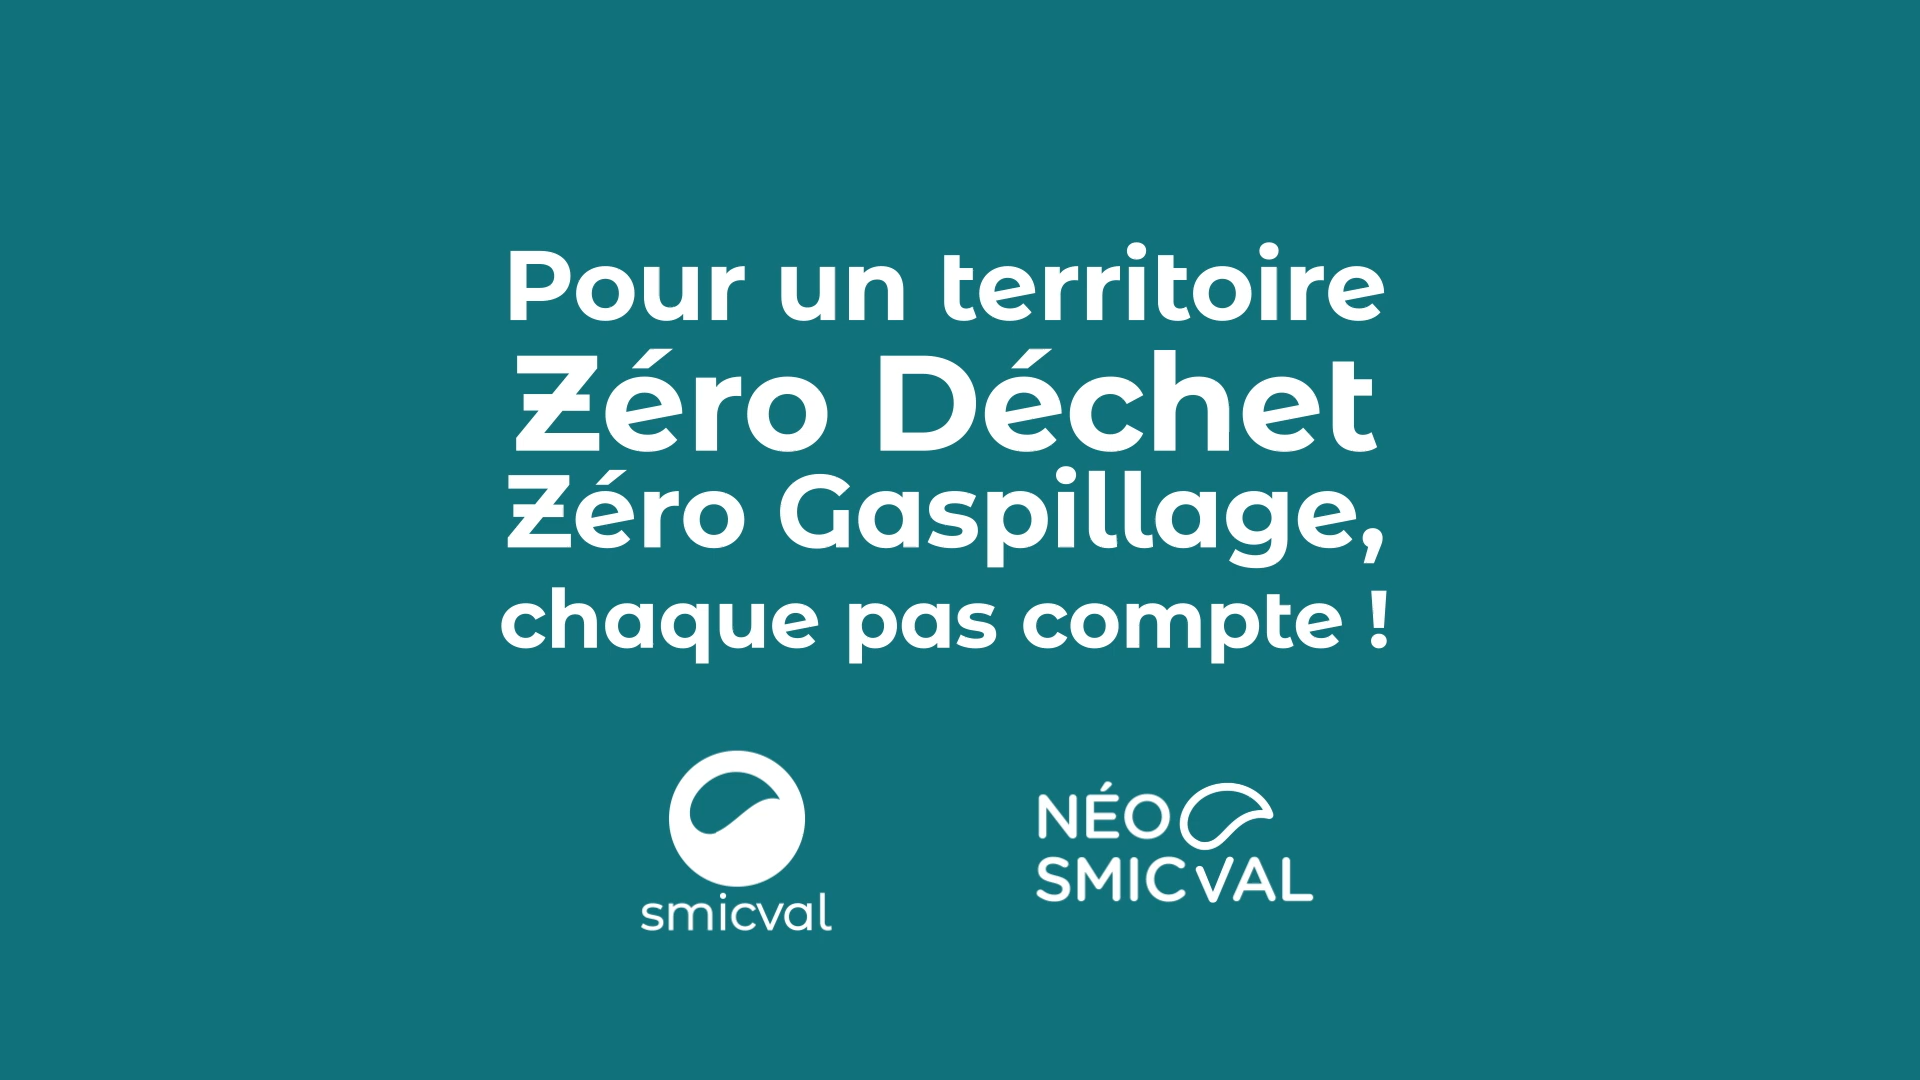 Pour un territoire
Zéro Déchet
Zéro Gaspillage,
chaque pas compte !
smicval
NÉO
SMICVAL